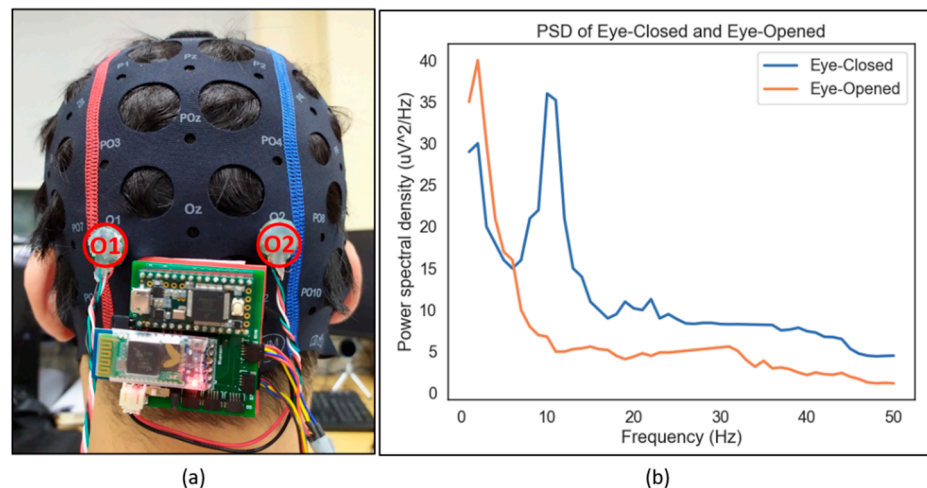 P1
Pz
P2
POz
PO3
PO4
Oz
PO7
O1
O2
PO8
O1
O2
PO10
PSD of Eye-Closed and Eye-Opened
Eye-Closed
Eye-Opened
Power spectral density (uV^2/Hz)
40
35
30
25
20
15
10
5
0
0
10
20
30
40
50
Frequency (Hz)
(a)
(b)